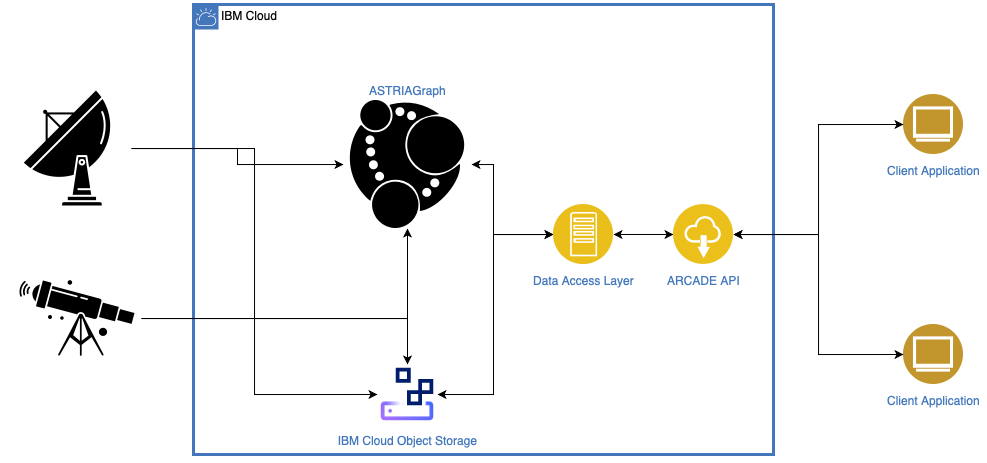 IBM Cloud
ASTRIAGraph
Client Application
Data Access Layer
ARCADE API
Client Application
IBM Cloud Object Storage